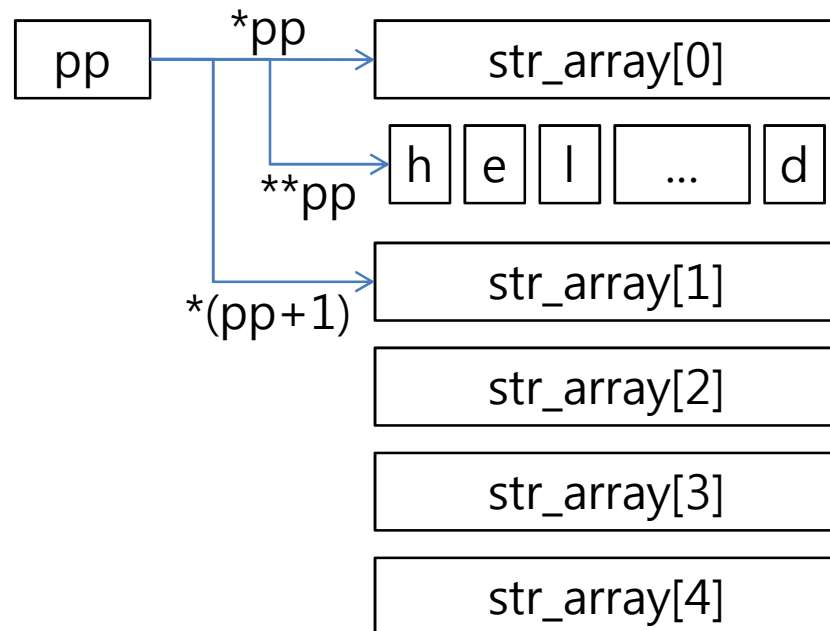 *pp
pp
str_array[0]
h e l ... d
**pp
str_array[1]
*(pp+1)
str_array[2]
str_array[3]
str_array[4]